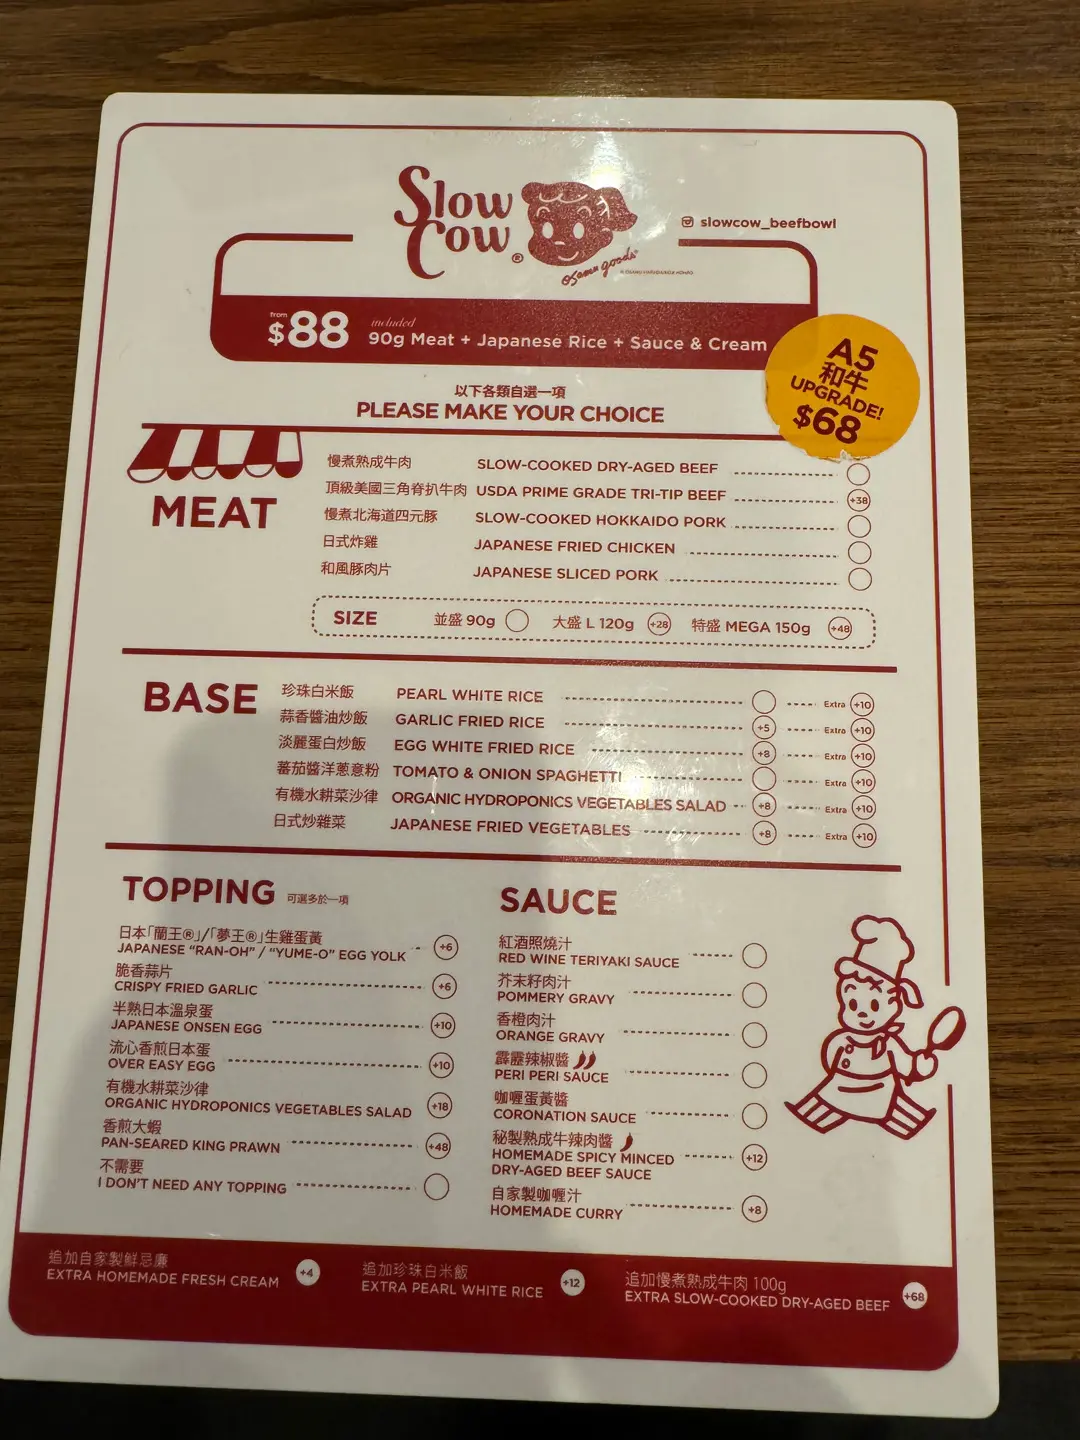 Slow
Cow®
osamu goods®
slowcow_beefbowl
from
$88
included
90g Meat + Japanese Rice + Sauce & Cream
A5
和牛
UPGRADE!
$68
以下各類自選一項
PLEASE MAKE YOUR CHOICE
MEAT
慢煮熟成牛肉 SLOW-COOKED DRY-AGED BEEF
頂級美國三角脊扒牛肉 USDA PRIME GRADE TRI-TIP BEEF +38
慢煮北海道四元豚 SLOW-COOKED HOKKAIDO PORK
日式炸雞 JAPANESE FRIED CHICKEN
和風豚肉片 JAPANESE SLICED PORK
SIZE 並盛 90g 大盛 L 120g +28 特盛 MEGA 150g +48
BASE
珍珠白米飯 PEARL WHITE RICE Extra +10
蒜香醬油炒飯 GARLIC FRIED RICE +5 Extra +10
淡麗蛋白炒飯 EGG WHITE FRIED RICE +8 Extra +10
蕃茄醬洋蔥意粉 TOMATO & ONION SPAGHETTI Extra +10
有機水耕菜沙律 ORGANIC HYDROPONICS VEGETABLES SALAD +8 Extra +10
日式炒雜菜 JAPANESE FRIED VEGETABLES +8 Extra +10
TOPPING 可選多於一項
日本「蘭王®」/「夢王®」生雞蛋黃
JAPANESE "RAN-OH" / "YUME-O" EGG YOLK +6
脆香蒜片
CRISPY FRIED GARLIC +6
半熟日本溫泉蛋
JAPANESE ONSEN EGG +10
流心香煎日本蛋
OVER EASY EGG +10
有機水耕菜沙律
ORGANIC HYDROPONICS VEGETABLES SALAD +18
香煎大蝦
PAN-SEARED KING PRAWN +48
不需要
I DON'T NEED ANY TOPPING
SAUCE
紅酒照燒汁
RED WINE TERIYAKI SAUCE
芥末籽肉汁
POMMERY GRAVY
香橙肉汁
ORANGE GRAVY
霹靂辣椒醬
PERI PERI SAUCE
咖喱蛋黃醬
CORONATION SAUCE
秘製熟成牛辣肉醬
HOMEMADE SPICY MINCED +12
DRY-AGED BEEF SAUCE
自家製咖喱汁
HOMEMADE CURRY +8
追加自家製鮮忌廉
EXTRA HOMEMADE FRESH CREAM +4
追加珍珠白米飯
EXTRA PEARL WHITE RICE +12
追加慢煮熟成牛肉 100g
EXTRA SLOW-COOKED DRY-AGED BEEF +68